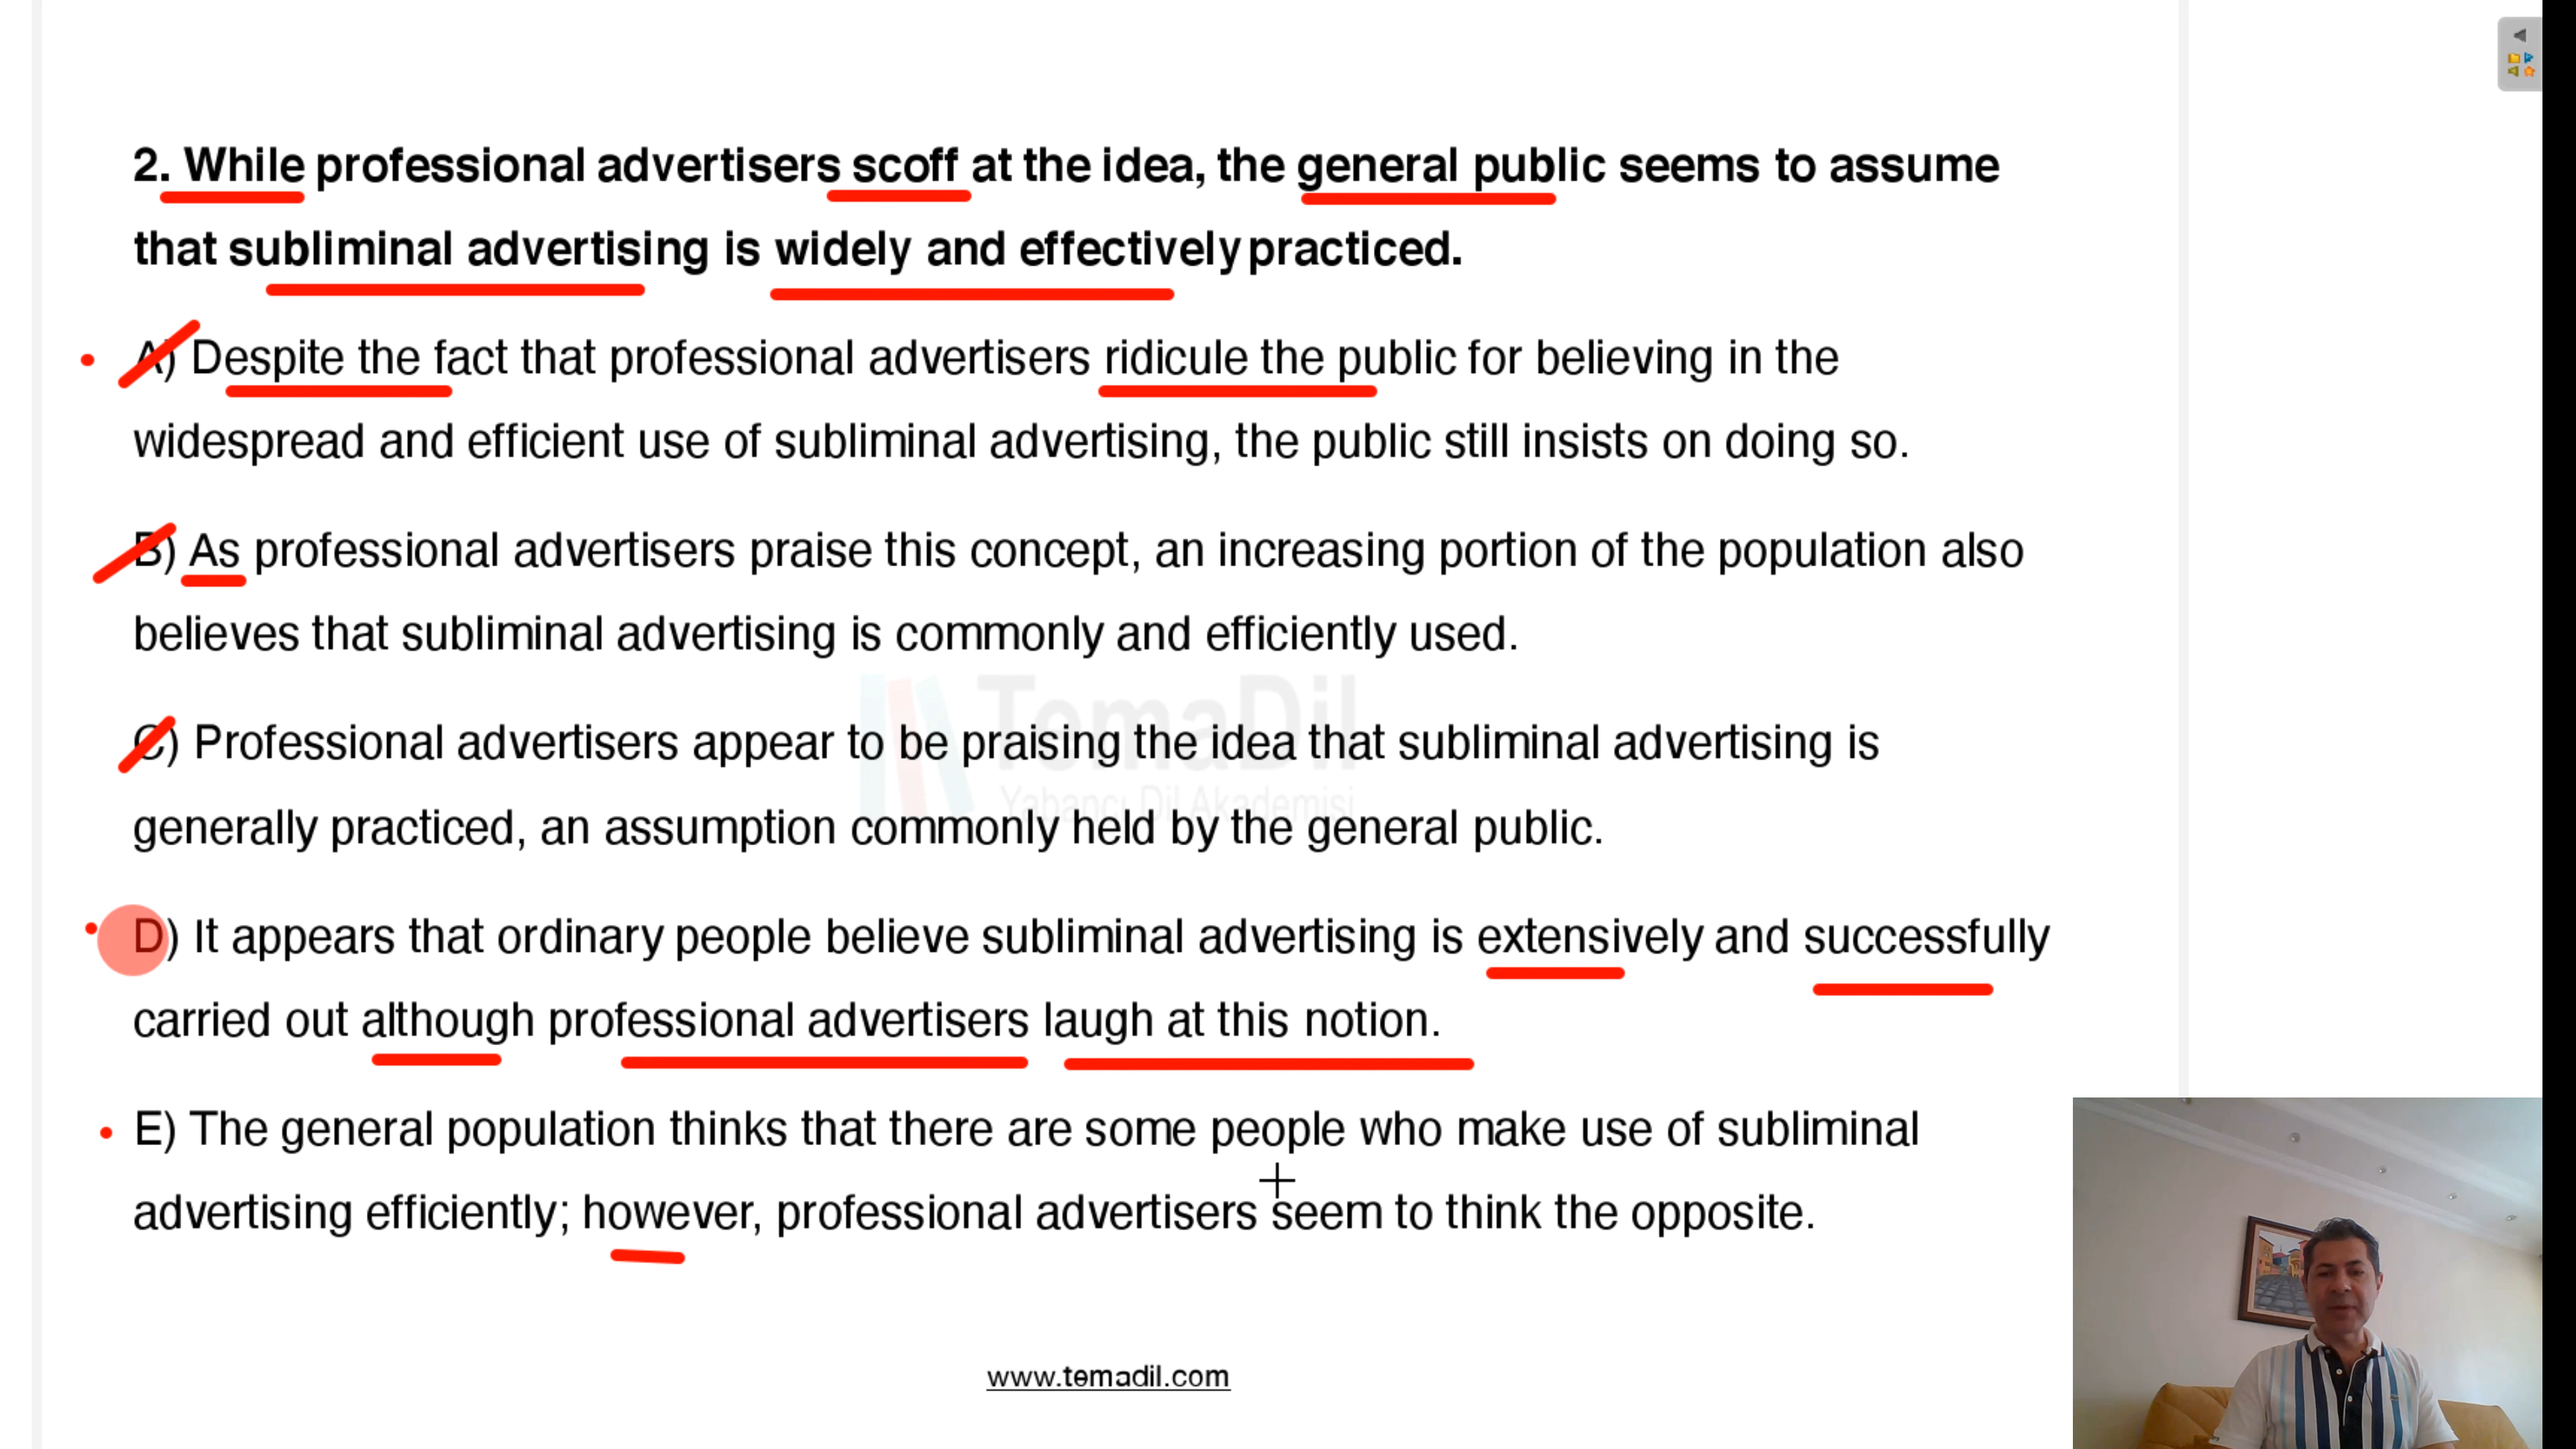 2. While professional advertisers scoff at the idea, the general public seems to assume
that subliminal advertising is widely and effectively practiced.
A) Despite the fact that professional advertisers ridicule the public for believing in the
widespread and efficient use of subliminal advertising, the public still insists on doing so.
B) As professional advertisers praise this concept, an increasing portion of the population also
believes that subliminal advertising is commonly and efficiently used.
TemaDil
Yabancı Dil Akademisi
C) Professional advertisers appear to be praising the idea that subliminal advertising is
generally practiced, an assumption commonly held by the general public.
D) It appears that ordinary people believe subliminal advertising is extensively and successfully
carried out although professional advertisers laugh at this notion.
E) The general population thinks that there are some people who make use of subliminal
advertising efficiently; however, professional advertisers seem to think the opposite.
www.temadil.com